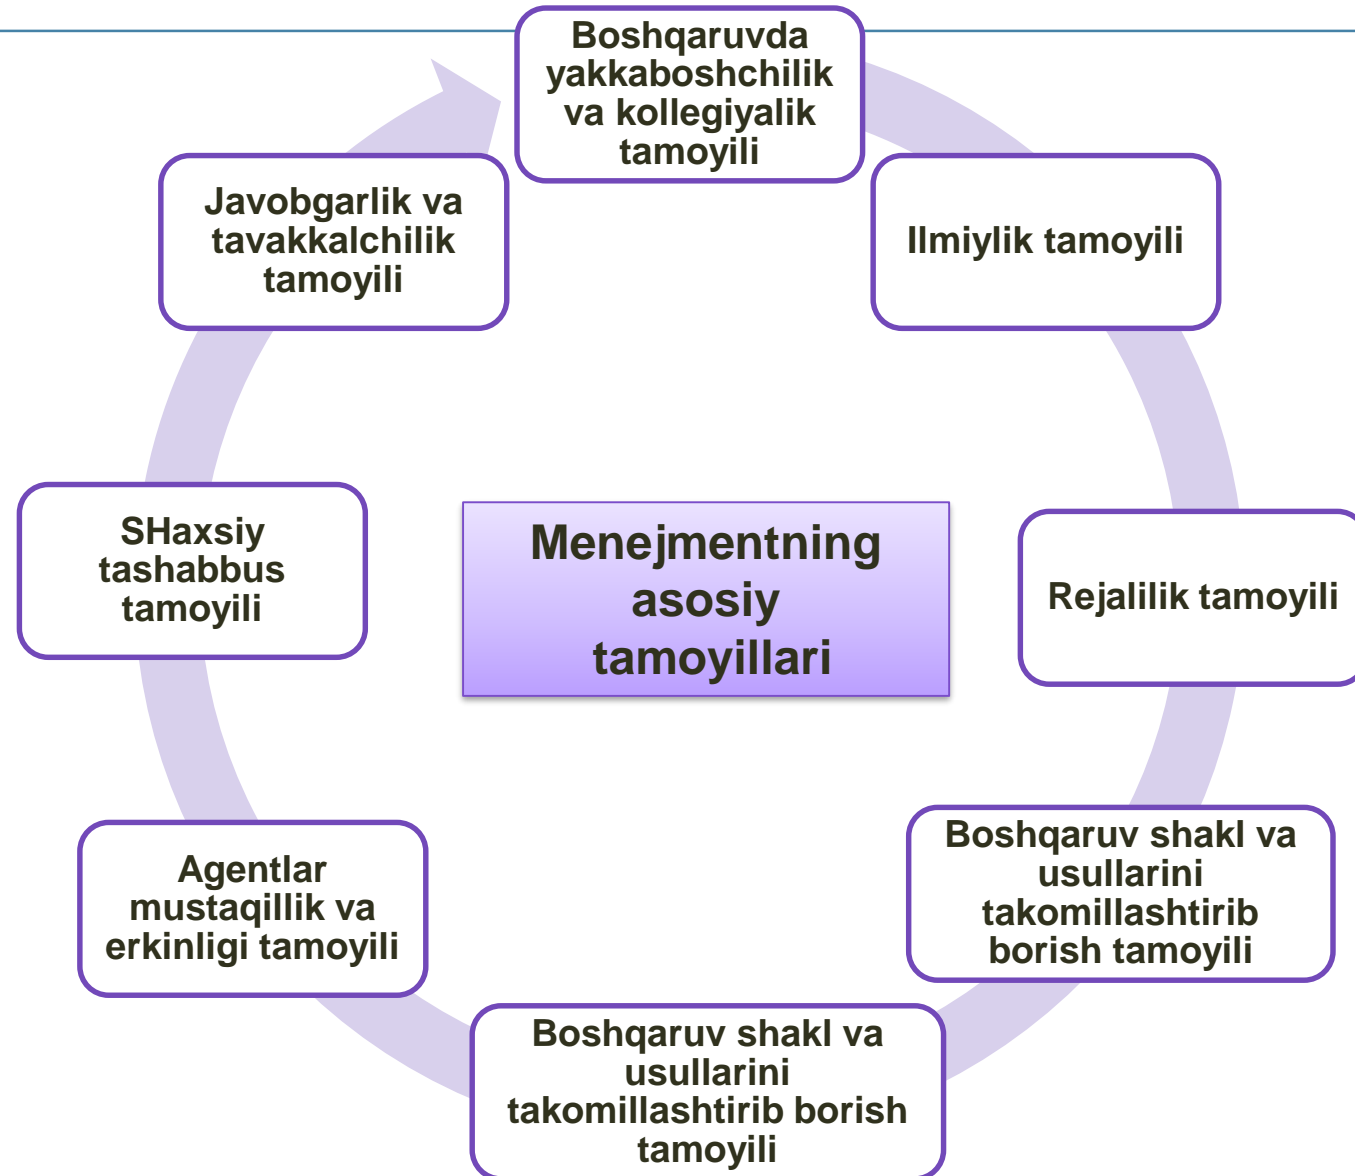 Boshqaruvda
yakkaboshchilik
va kollegiyalik
tamoyili
Ilmiylik tamoyili
Rejalilik tamoyili
Boshqaruv shakl va
usullarini
takomillashtirib
borish tamoyili
Boshqaruv shakl va
usullarini
takomillashtirib borish
tamoyili
Agentlar
mustaqillik va
erkinligi tamoyili
SHaxsiy
tashabbus
tamoyili
Javobgarlik va
tavakkalchilik
tamoyili
Menejmentning
asosiy
tamoyillari